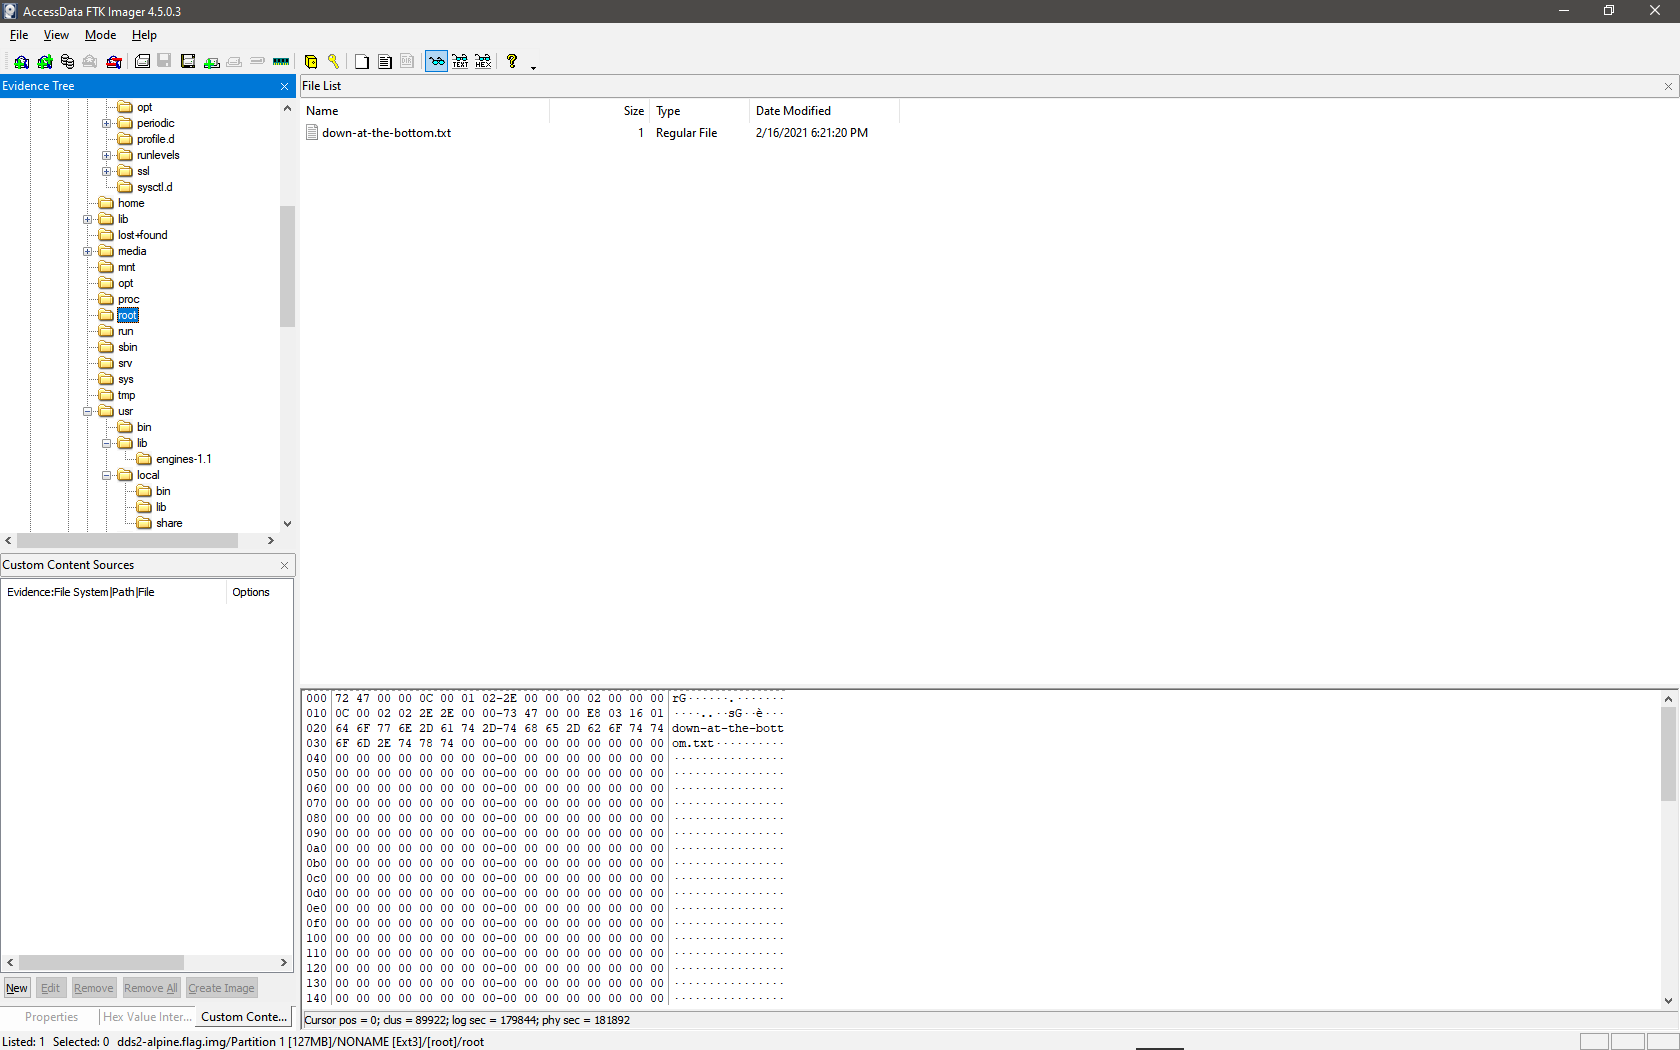 AccessData FTK Imager 4.5.0.3
File View Mode Help
TEXT HEX
Evidence Tree
opt
periodic
profile.d
runlevels
ssl
sysctl.d
home
lib
lost+found
media
mnt
opt
proc
root
run
sbin
srv
sys
tmp
usr
bin
lib
engines-1.1
local
bin
lib
share
Custom Content Sources
Evidence:File System|Path|File Options
New Edit Remove Remove All Create Image
Properties Hex Value Inter... Custom Conte...
File List
Name Size Type Date Modified
down-at-the-bottom.txt 1 Regular File 2/16/2021 6:21:20 PM
000 72 47 00 00 0C 00 01 02-2E 00 00 00 02 00 00 00 rG······.·······
010 0C 00 02 02 2E 2E 00 00-73 47 00 00 E8 03 16 01 ····..··sG··è···
020 64 6F 77 6E 2D 61 74 2D-74 68 65 2D 62 6F 74 74 down-at-the-bott
030 6F 6D 2E 74 78 74 00 00-00 00 00 00 00 00 00 00 om.txt··········
040 00 00 00 00 00 00 00 00-00 00 00 00 00 00 00 00 ················
050 00 00 00 00 00 00 00 00-00 00 00 00 00 00 00 00 ················
060 00 00 00 00 00 00 00 00-00 00 00 00 00 00 00 00 ················
070 00 00 00 00 00 00 00 00-00 00 00 00 00 00 00 00 ················
080 00 00 00 00 00 00 00 00-00 00 00 00 00 00 00 00 ················
090 00 00 00 00 00 00 00 00-00 00 00 00 00 00 00 00 ················
0a0 00 00 00 00 00 00 00 00-00 00 00 00 00 00 00 00 ················
0b0 00 00 00 00 00 00 00 00-00 00 00 00 00 00 00 00 ················
0c0 00 00 00 00 00 00 00 00-00 00 00 00 00 00 00 00 ················
0d0 00 00 00 00 00 00 00 00-00 00 00 00 00 00 00 00 ················
0e0 00 00 00 00 00 00 00 00-00 00 00 00 00 00 00 00 ················
0f0 00 00 00 00 00 00 00 00-00 00 00 00 00 00 00 00 ················
100 00 00 00 00 00 00 00 00-00 00 00 00 00 00 00 00 ················
110 00 00 00 00 00 00 00 00-00 00 00 00 00 00 00 00 ················
120 00 00 00 00 00 00 00 00-00 00 00 00 00 00 00 00 ················
130 00 00 00 00 00 00 00 00-00 00 00 00 00 00 00 00 ················
140 00 00 00 00 00 00 00 00-00 00 00 00 00 00 00 00 ················
Cursor pos = 0; clus = 89922; log sec = 179844; phy sec = 181892
Listed: 1 Selected: 0 dds2-alpine.flag.img/Partition 1 [127MB]/NONAME [Ext3]/[root]/root